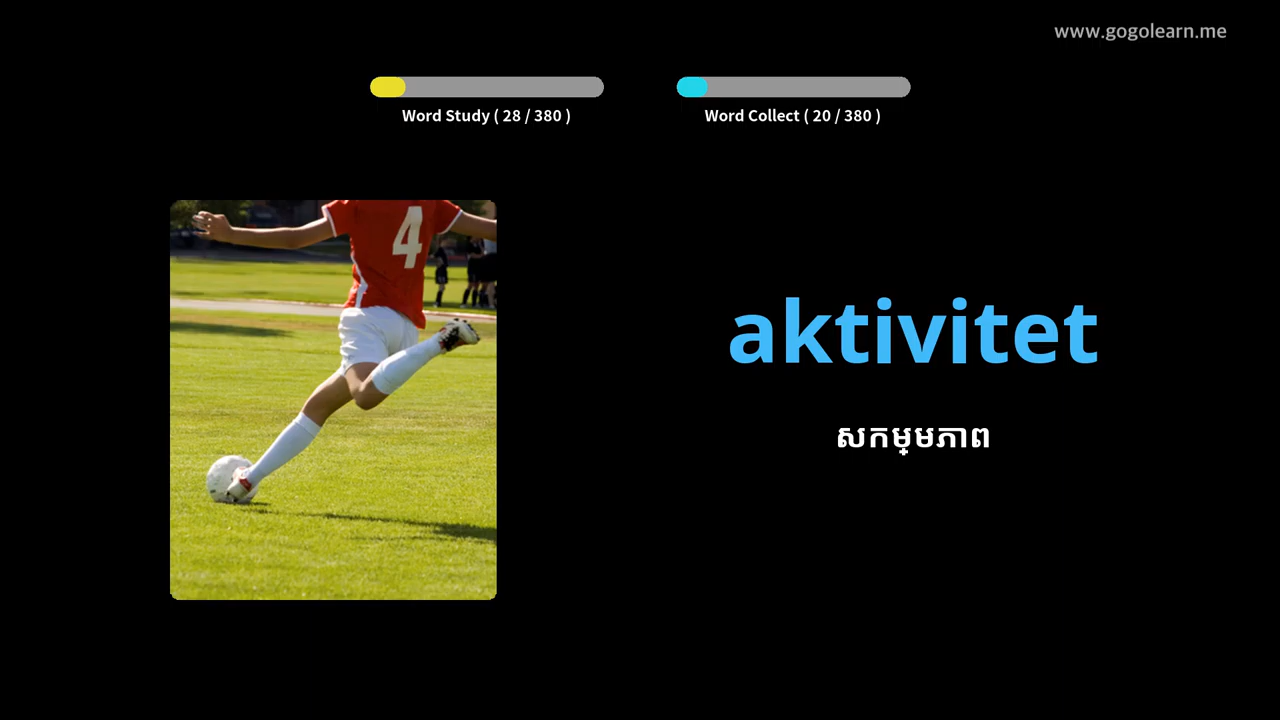 www.gogolearn.me
Word Study ( 28 / 380 )
Word Collect ( 20 / 380 )
4
aktivitet
សកម្មភាព